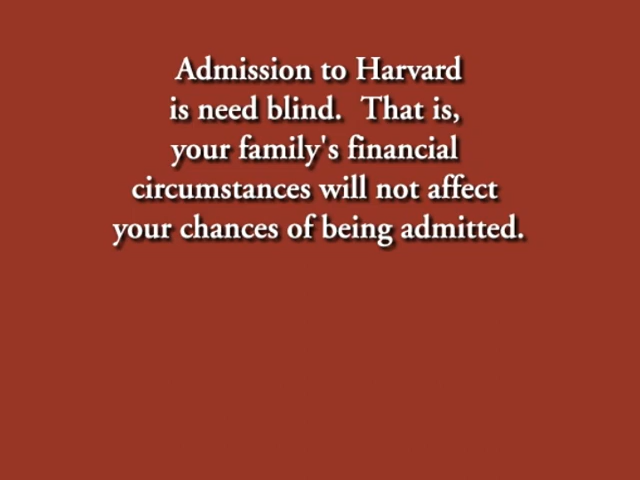 Admission to Harvard
is need blind.  That is,
your family's financial
circumstances will not affect
your chances of being admitted.